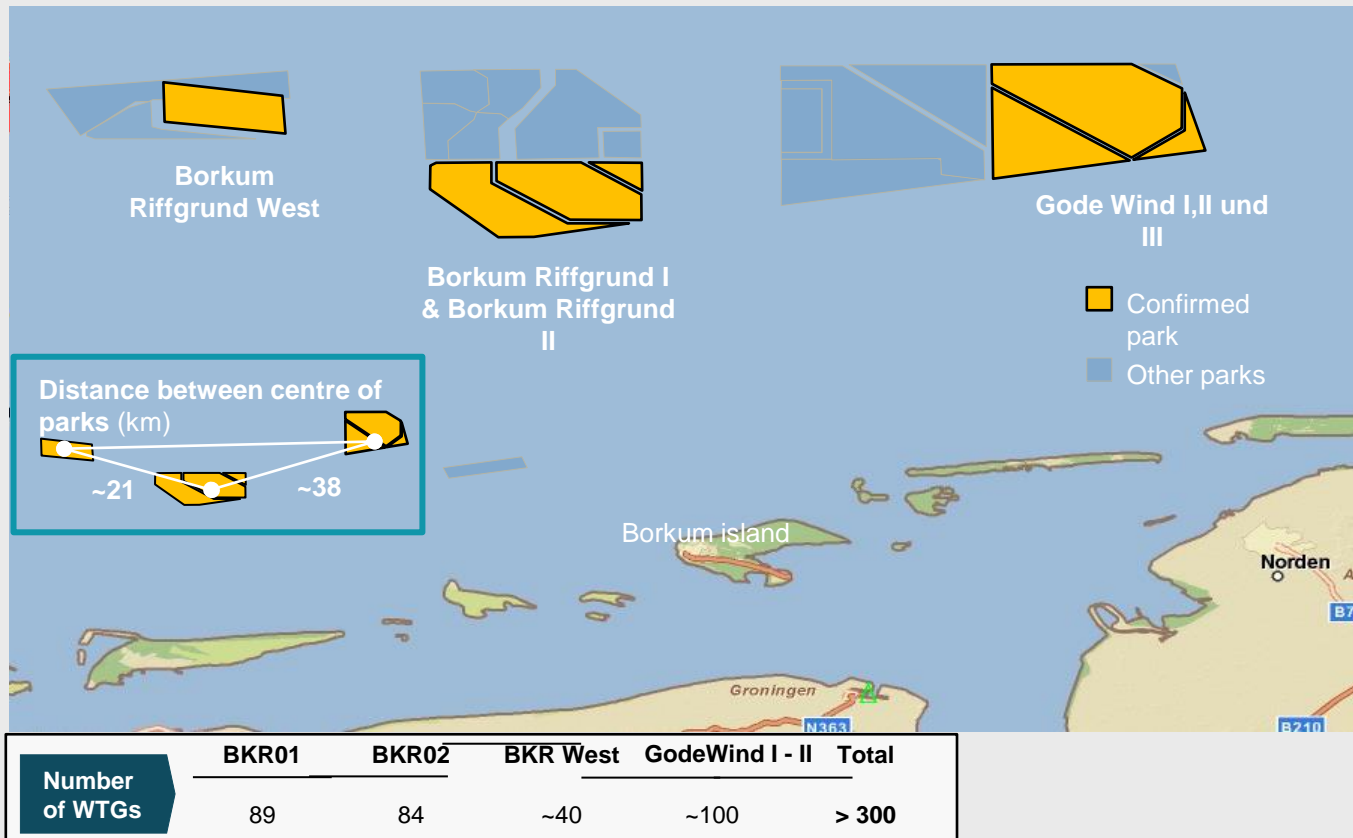 Borkum
Riffgrund West
Borkum Riffgrund I
& Borkum Riffgrund
II
Gode Wind I,II und
III
Confirmed
park
Other parks
Distance between centre of
parks (km)
~21
~38
Borkum island
Norden
Groningen
N363
B210
BKR01 BKR02 BKR West GodeWind I - II Total
Number
of WTGs
89 84 ~40 ~100 > 300